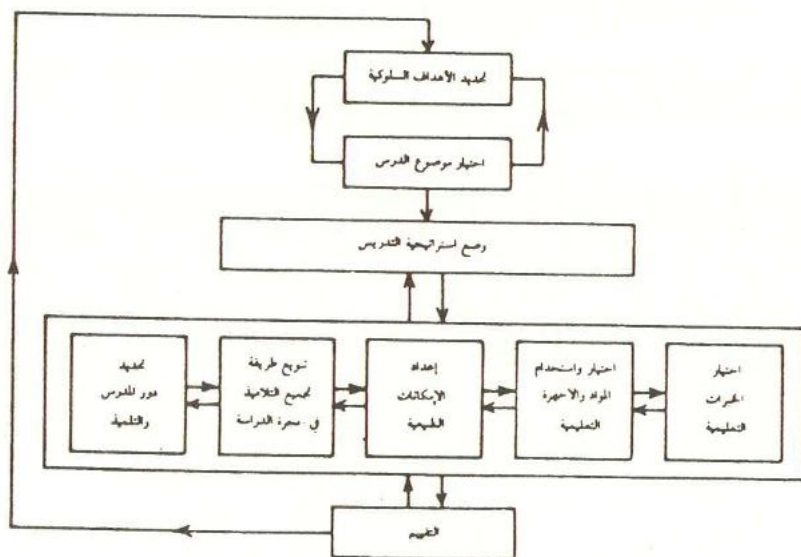 تحديد الأهداف السلوكية
اختيار موضوع الدرس
وضع استراتيجية التدريس
اختيار
الخبرات
التعليمية
اختيار واستخدام
المواد والأجهزة
التعليمية
إعداد
الإمكانات
الطبيعية
تنويع طريقة
تجميع التلاميذ
في حجرة الدراسة
تحديد
دور المدرس
والتلميذ
التقييم